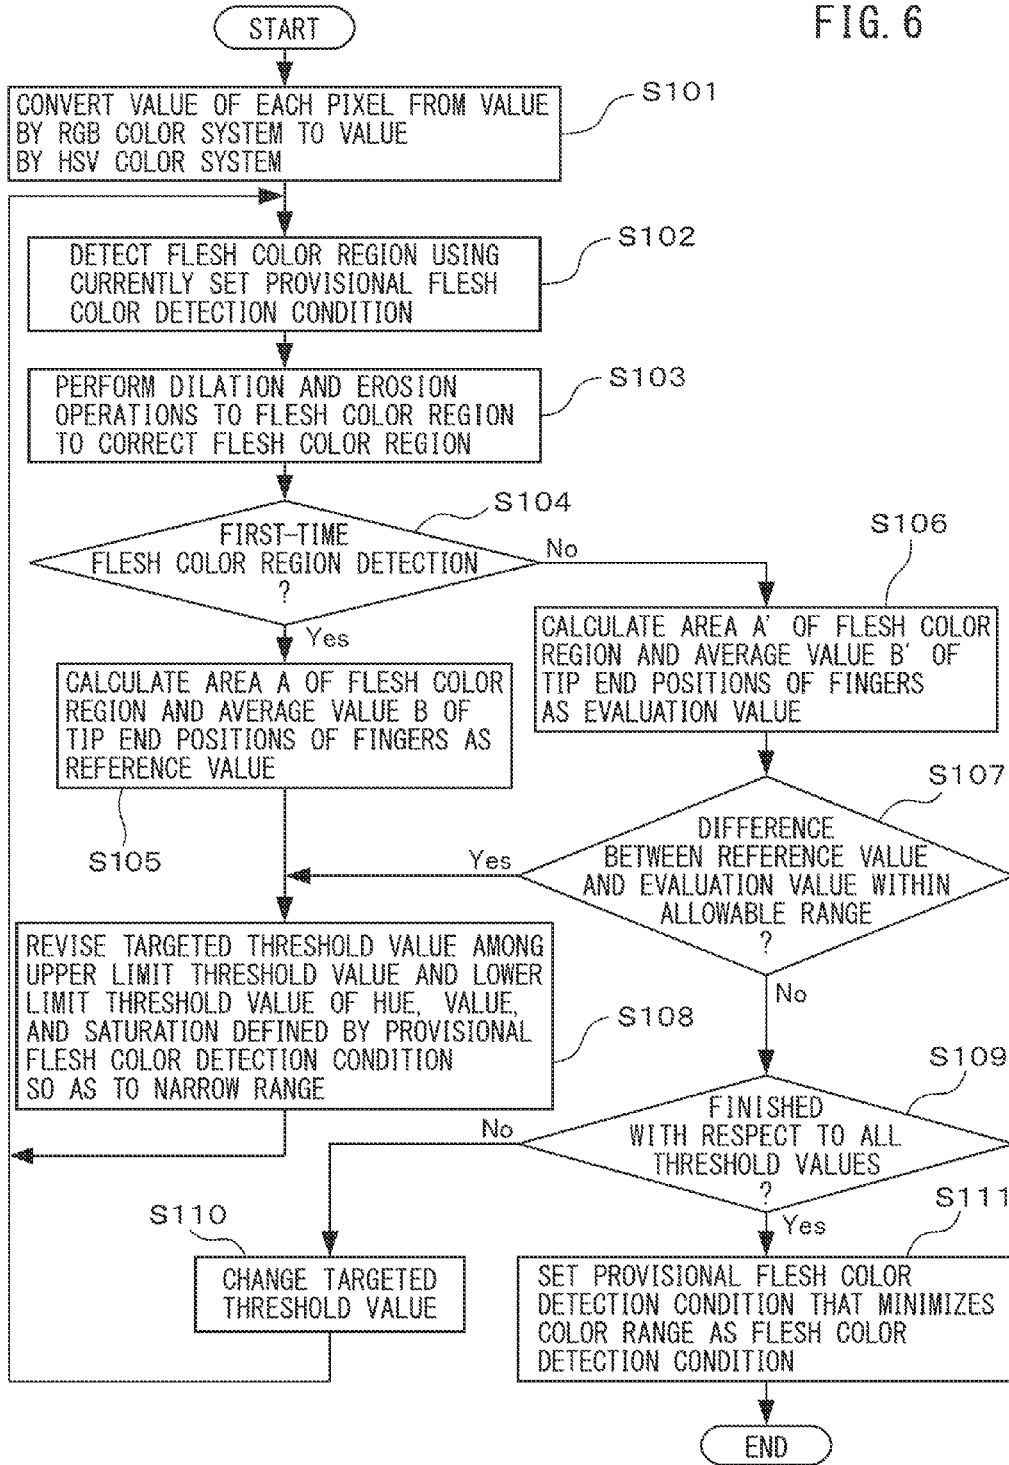 FIG. 6
START
S101
CONVERT VALUE OF EACH PIXEL FROM VALUE
BY RGB COLOR SYSTEM TO VALUE
BY HSV COLOR SYSTEM
S102
DETECT FLESH COLOR REGION USING
CURRENTLY SET PROVISIONAL FLESH
COLOR DETECTION CONDITION
S103
PERFORM DILATION AND EROSION
OPERATIONS TO FLESH COLOR REGION
TO CORRECT FLESH COLOR REGION
S104
FIRST-TIME
FLESH COLOR REGION DETECTION
?
No
Yes
S106
CALCULATE AREA A' OF FLESH COLOR
REGION AND AVERAGE VALUE B' OF
TIP END POSITIONS OF FINGERS
AS EVALUATION VALUE
CALCULATE AREA A OF FLESH COLOR
REGION AND AVERAGE VALUE B OF
TIP END POSITIONS OF FINGERS AS
REFERENCE VALUE
S105
S107
DIFFERENCE
BETWEEN REFERENCE VALUE
AND EVALUATION VALUE WITHIN
ALLOWABLE RANGE
?
Yes
No
REVISE TARGETED THRESHOLD VALUE AMONG
UPPER LIMIT THRESHOLD VALUE AND LOWER
LIMIT THRESHOLD VALUE OF HUE, VALUE,
AND SATURATION DEFINED BY PROVISIONAL
FLESH COLOR DETECTION CONDITION
SO AS TO NARROW RANGE
S108
S109
FINISHED
WITH RESPECT TO ALL
THRESHOLD VALUES
?
No
Yes
S110
CHANGE TARGETED
THRESHOLD VALUE
S111
SET PROVISIONAL FLESH COLOR
DETECTION CONDITION THAT MINIMIZES
COLOR RANGE AS FLESH COLOR
DETECTION CONDITION
END